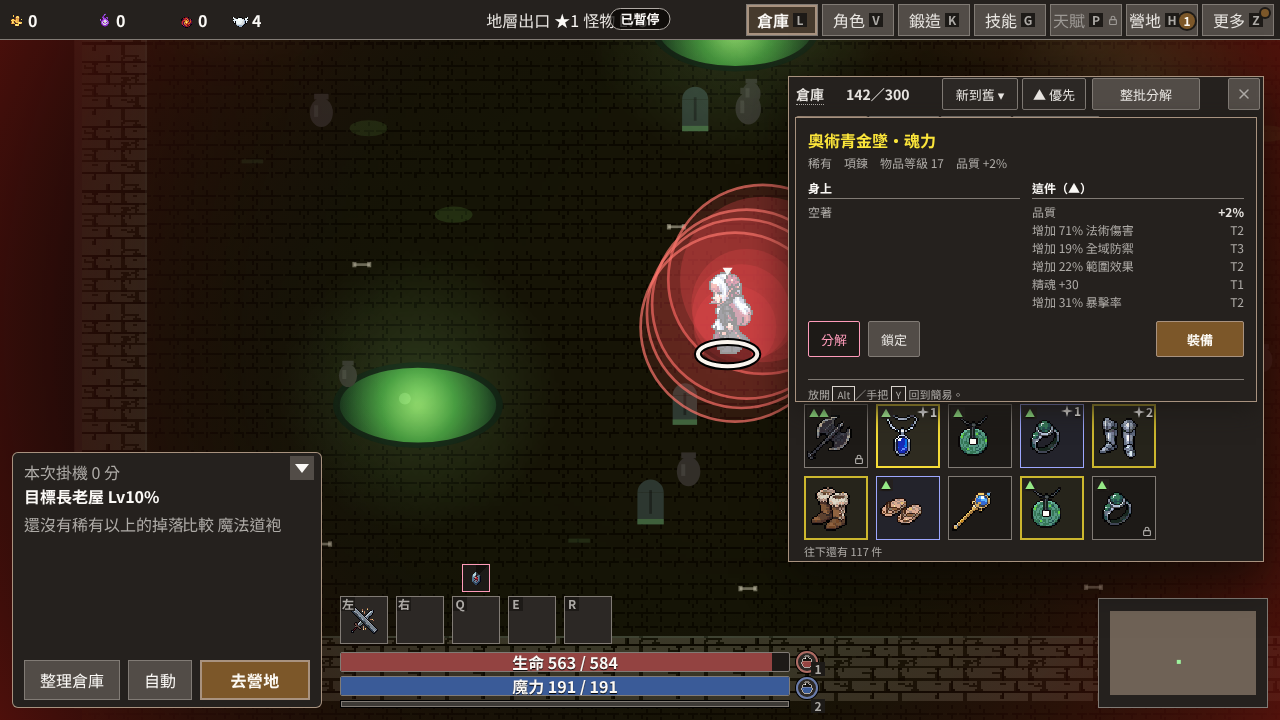 0
0
0
4
地層出口 ★1 怪物
已暫停
倉庫 L
角色 V
鍛造 K
技能 G
天賦 P
營地 H 1
更多 Z
倉庫 142／300
新到舊 ▾
▲優先
整批分解
×
奧術青金墜・魂力
稀有 項鍊 物品等級 17 品質 +2%
身上
這件（▲）
空著
品質 +2%
增加 71% 法術傷害 T2
增加 19% 全域防禦 T3
增加 22% 範圍效果 T2
精魂 +30 T1
增加 31% 暴擊率 T2
分解
鎖定
裝備
放開 Alt ／手把 Y 回到簡易。
1
1
2
往下還有 117 件
本次掛機 0 分
目標長老屋 Lv10%
還沒有稀有以上的掉落比較 魔法道袍
整理倉庫
自動
去營地
左
右
Q
E
R
生命 563 / 584
1
魔力 191 / 191
2